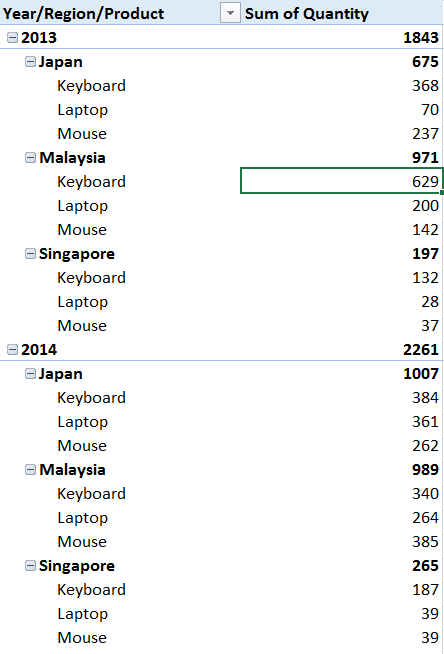 Year/Region/Product Sum of Quantity
2013 1843
Japan 675
Keyboard 368
Laptop 70
Mouse 237
Malaysia 971
Keyboard 629
Laptop 200
Mouse 142
Singapore 197
Keyboard 132
Laptop 28
Mouse 37
2014 2261
Japan 1007
Keyboard 384
Laptop 361
Mouse 262
Malaysia 989
Keyboard 340
Laptop 264
Mouse 385
Singapore 265
Keyboard 187
Laptop 39
Mouse 39